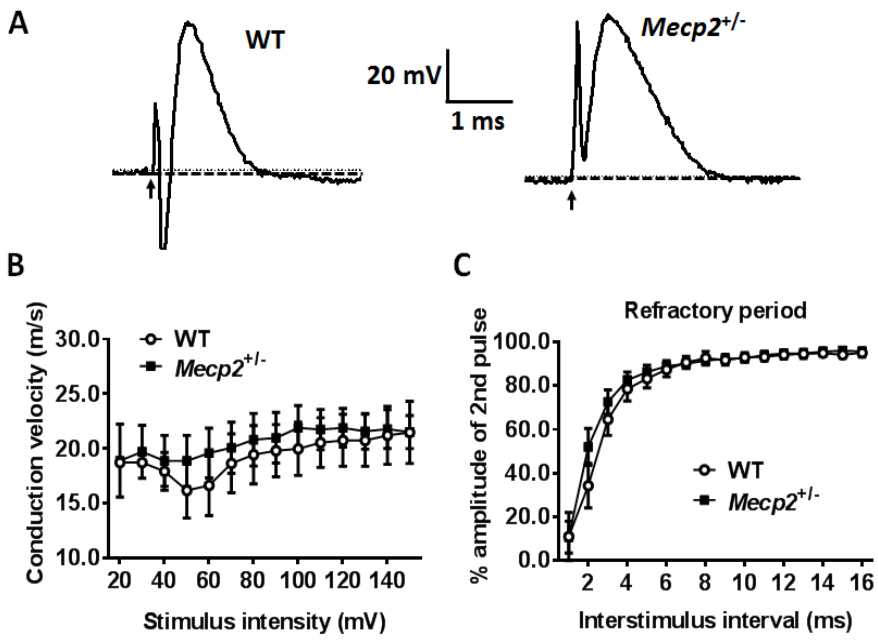 A
WT
Mecp2+/-
20 mV
1 ms
B
C
Conduction velocity (m/s)
30.0
25.0
20.0
15.0
10.0
WT
Mecp2+/-
20 40 60 80 100 120 140
Stimulus intensity (mV)
Refractory period
% amplitude of 2nd pulse
100.0
80.0
60.0
40.0
20.0
0.0
WT
Mecp2+/-
2 4 6 8 10 12 14 16
Interstimulus interval (ms)